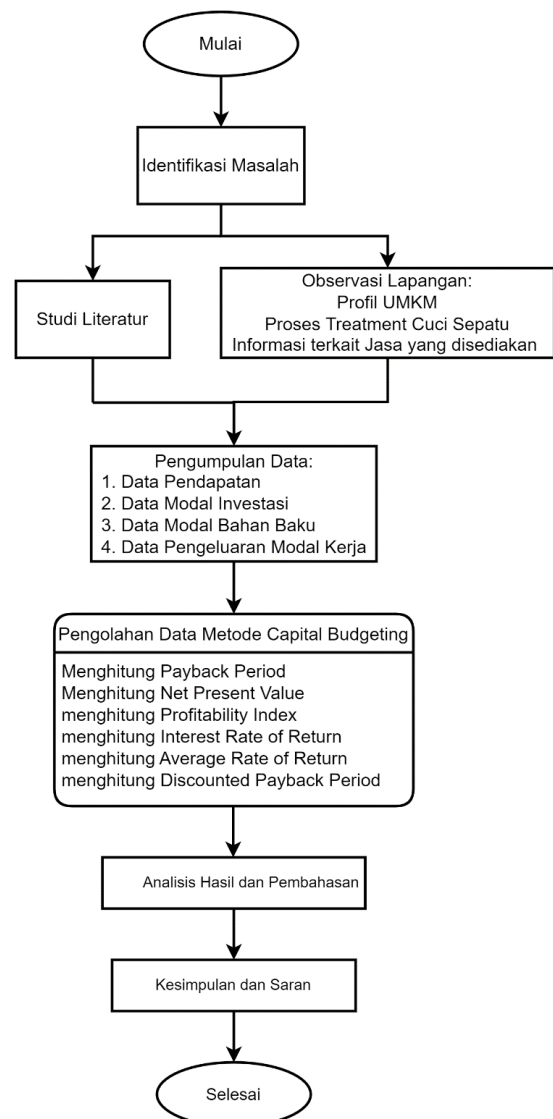 Mulai
Identifikasi Masalah
Studi Literatur
Observasi Lapangan:
Profil UMKM
Proses Treatment Cuci Sepatu
Informasi terkait Jasa yang disediakan
Pengumpulan Data:
1. Data Pendapatan
2. Data Modal Investasi
3. Data Modal Bahan Baku
4. Data Pengeluaran Modal Kerja
Pengolahan Data Metode Capital Budgeting
Menghitung Payback Period
Menghitung Net Present Value
menghitung Profitability Index
menghitung Interest Rate of Return
menghitung Average Rate of Return
menghitung Discounted Payback Period
Analisis Hasil dan Pembahasan
Kesimpulan dan Saran
Selesai